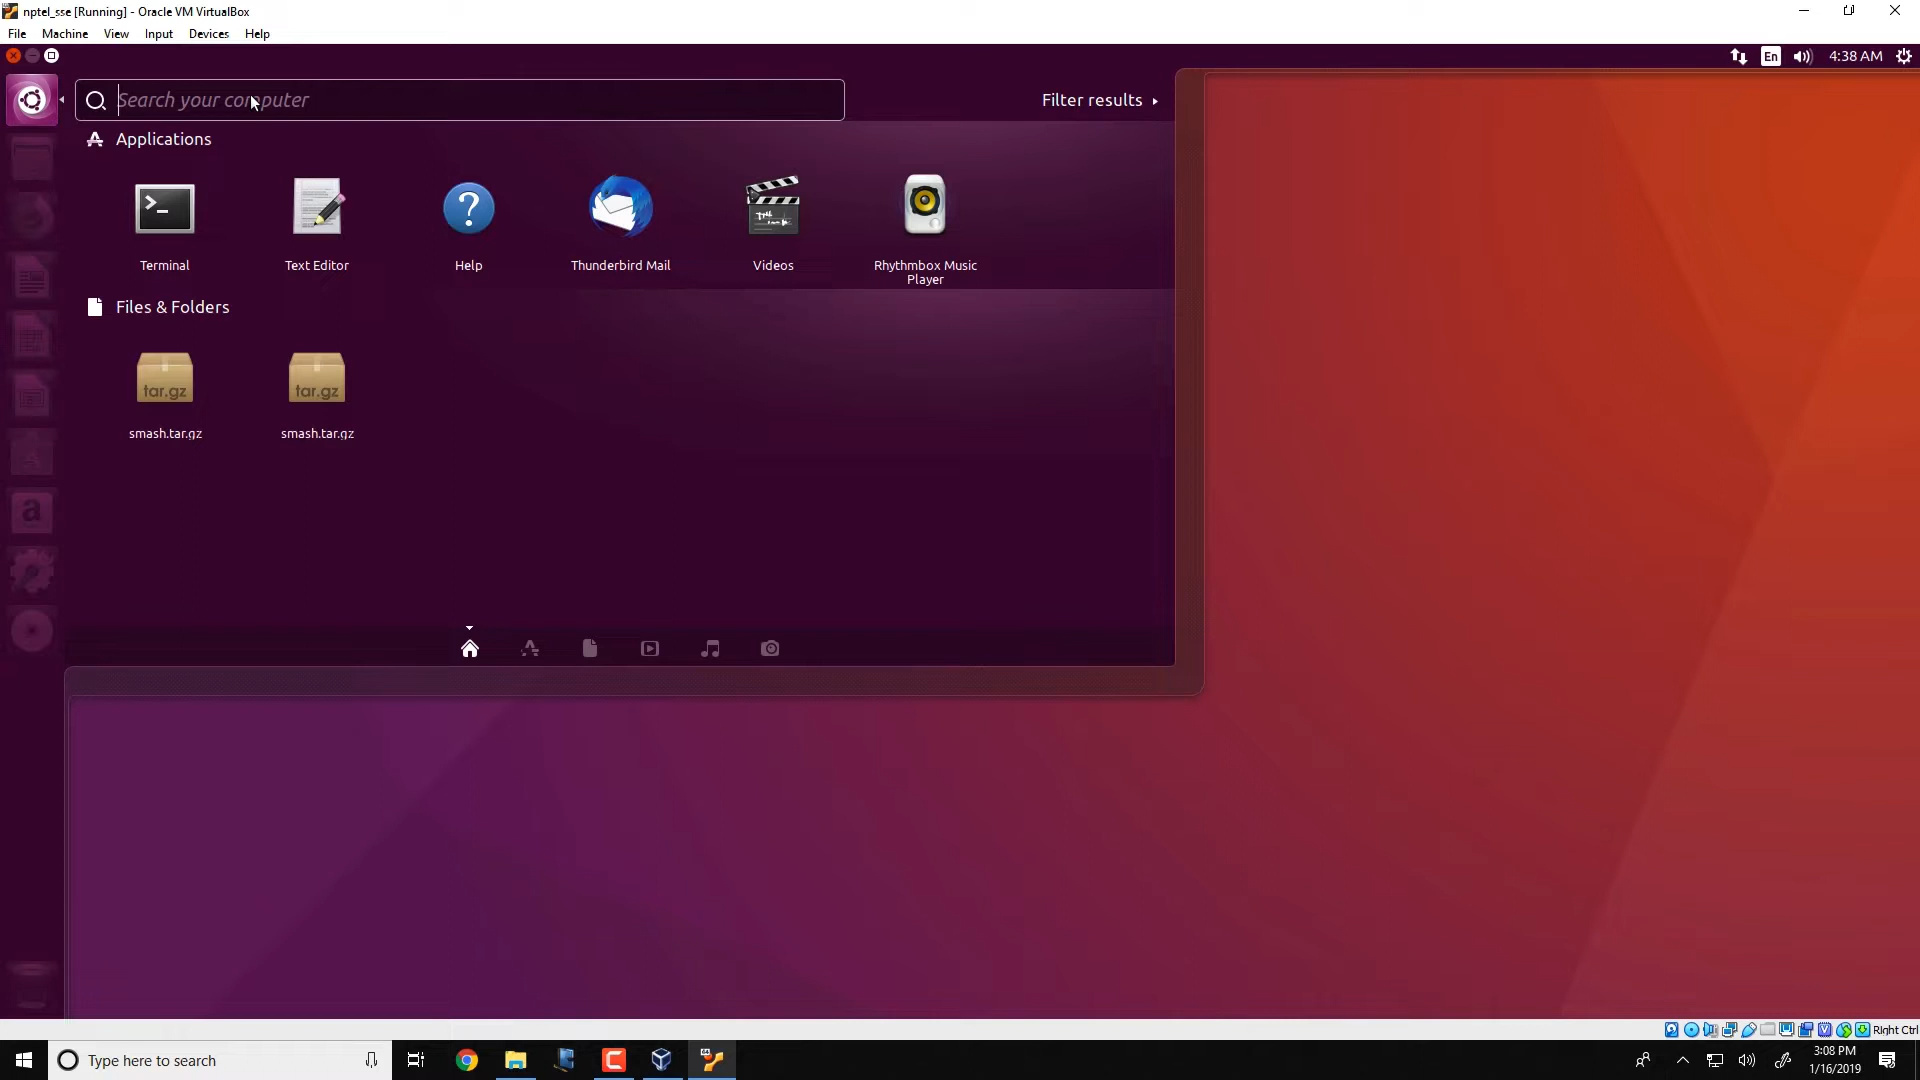 nptel_sse [Running] - Oracle VM VirtualBox
File Machine View Input Devices Help
En 4:38 AM
Search your computer
Filter results
Applications
Terminal
Text Editor
Help
Thunderbird Mail
Videos
Rhythmbox Music
Player
Files & Folders
tar.gz
tar.gz
smash.tar.gz
smash.tar.gz
a
Right Ctrl
Type here to search
3:08 PM
1/16/2019